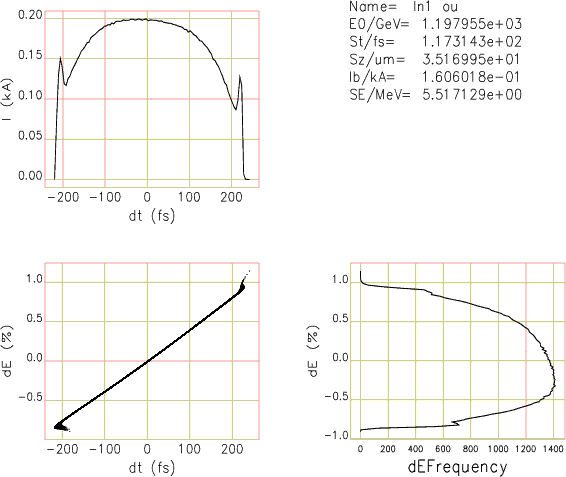 Name= ln1 ou
E0/GeV= 1.197955e+03
St/fs= 1.173143e+02
Sz/um= 3.516995e+01
Ib/kA= 1.606018e-01
SE/MeV= 5.517129e+00
0.20
0.15
0.10
0.05
0.00
I (kA)
-200 -100 0 100 200
dt (fs)
1.0
0.5
0.0
-0.5
dE (%)
-200 -100 0 100 200
dt (fs)
1.0
0.5
0.0
-0.5
-1.0
dE (%)
0 200 400 600 800 1000 1200 1400
dEFrequency